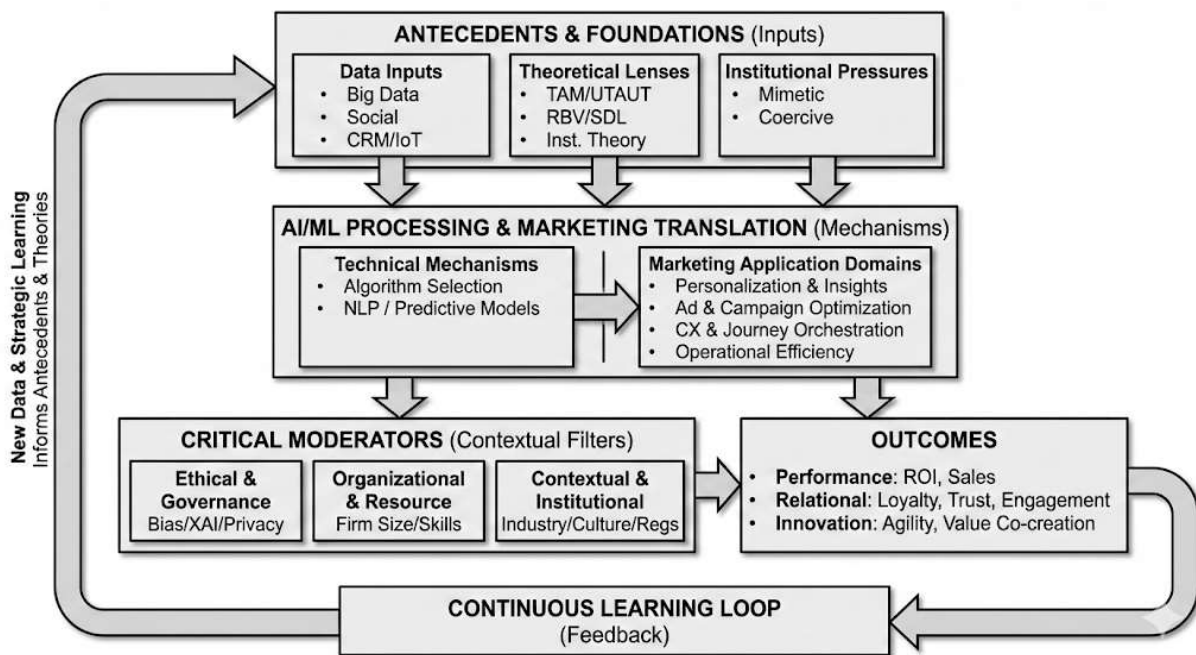 ANTECEDENTS & FOUNDATIONS (Inputs)
Data Inputs
• Big Data
• Social
• CRM/IoT
Theoretical Lenses
• TAM/UTAUT
• RBV/SDL
• Inst. Theory
Institutional Pressures
• Mimetic
• Coercive
AI/ML PROCESSING & MARKETING TRANSLATION (Mechanisms)
Technical Mechanisms
• Algorithm Selection
• NLP / Predictive Models
Marketing Application Domains
• Personalization & Insights
• Ad & Campaign Optimization
• CX & Journey Orchestration
• Operational Efficiency
CRITICAL MODERATORS (Contextual Filters)
Ethical &
Governance
Bias/XAI/Privacy
Organizational
& Resource
Firm Size/Skills
Contextual &
Institutional
Industry/Culture/Regs
OUTCOMES
• Performance: ROI, Sales
• Relational: Loyalty, Trust, Engagement
• Innovation: Agility, Value Co-creation
CONTINUOUS LEARNING LOOP
(Feedback)
New Data & Strategic Learning
Informs Antecedents & Theories